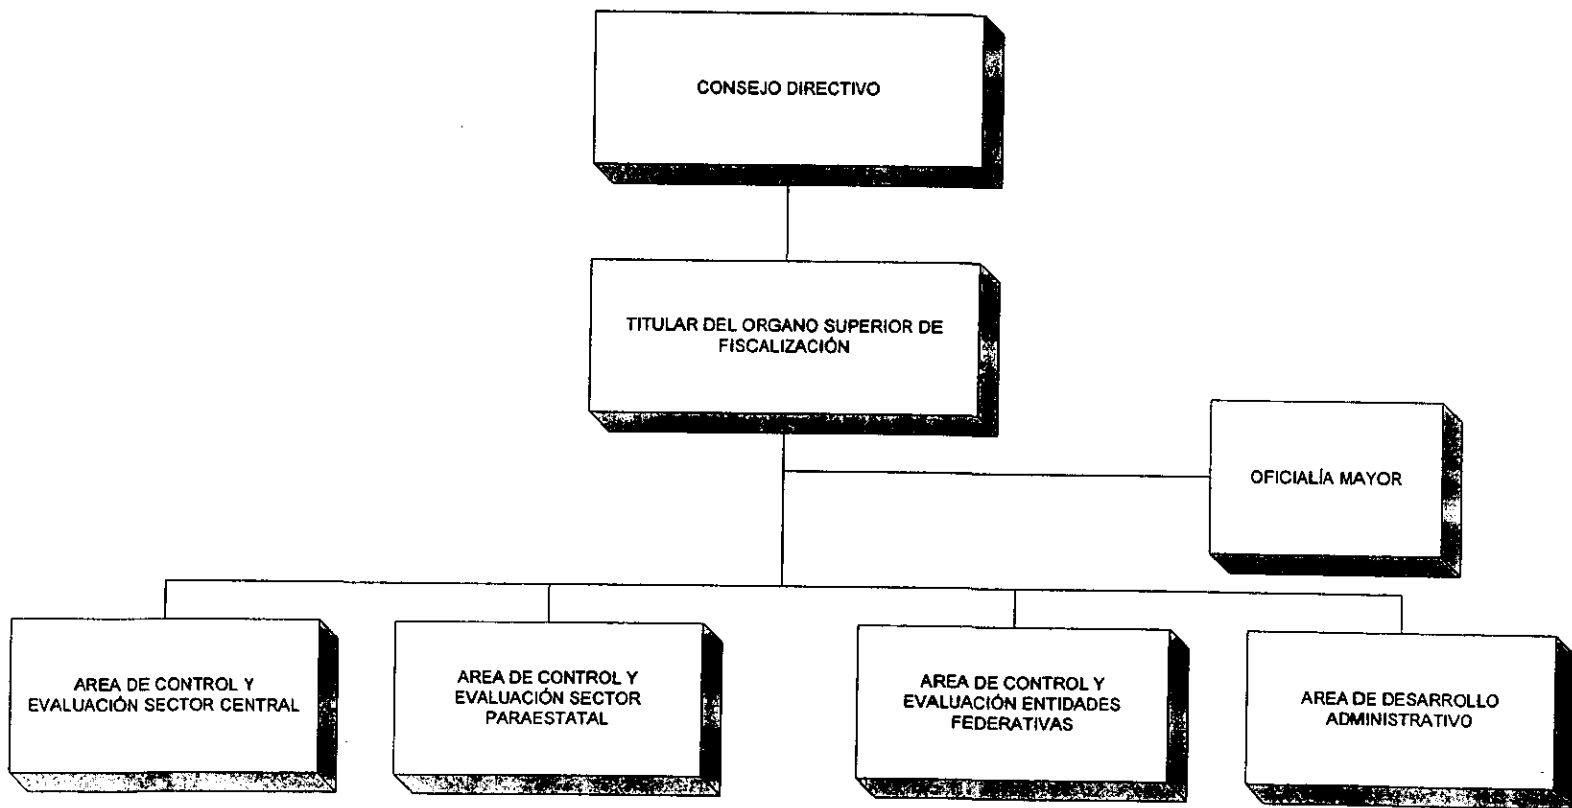 CONSEJO DIRECTIVO
TITULAR DEL ORGANO SUPERIOR DE
FISCALIZACIÓN
OFICIALÍA MAYOR
AREA DE CONTROL Y
EVALUACIÓN SECTOR CENTRAL
AREA DE CONTROL Y
EVALUACIÓN SECTOR
PARAESTATAL
AREA DE CONTROL Y
EVALUACIÓN ENTIDADES
FEDERATIVAS
AREA DE DESARROLLO
ADMINISTRATIVO